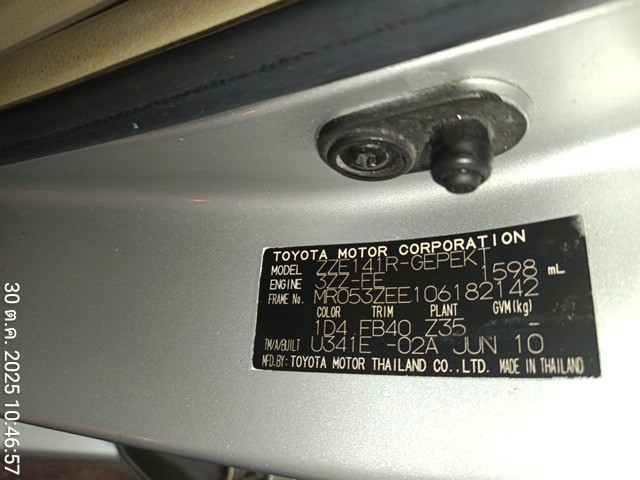 TOYOTA MOTOR CORPORATION
MODEL ZZE141R-GEPEKT
ENGINE 3ZZ-FE 1598 mL
FRAME No. MR053ZEE106182142
COLOR TRIM PLANT GVM(kg)
1D4 FB40 Z35 -
TM/A/BUILT U341E -02A JUN 10
MFD.BY: TOYOTA MOTOR THAILAND CO.,LTD. MADE IN THAILAND
30 ต.ค. 2025 10:46:57